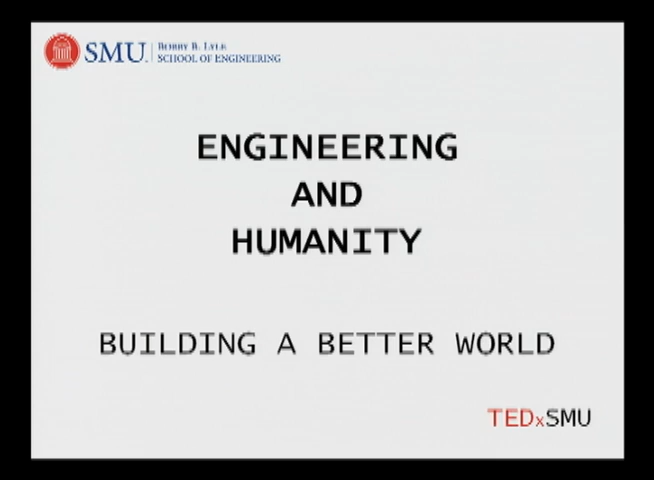 SMU. BOBBY B. LYLE
SCHOOL OF ENGINEERING
ENGINEERING
AND
HUMANITY
BUILDING A BETTER WORLD
TEDxSMU